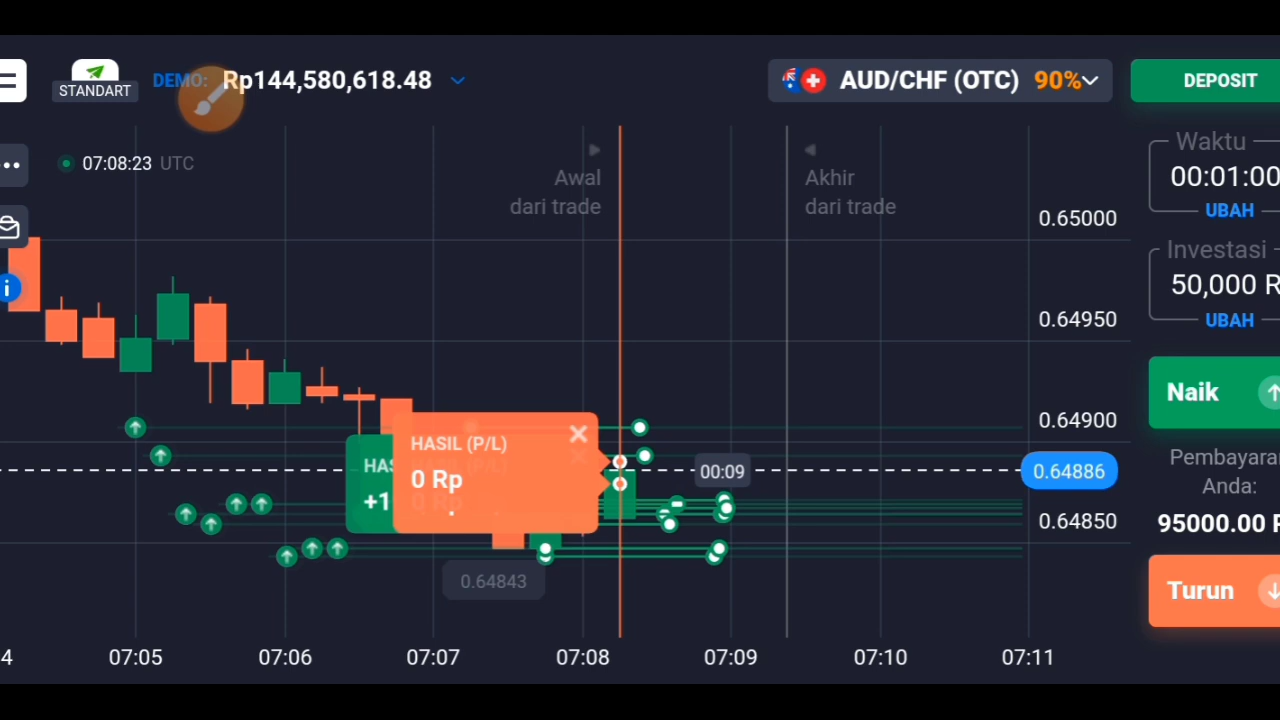 STANDART
DEMO: Rp144,580,618.48
AUD/CHF (OTC) 90%
DEPOSIT
07:08:23 UTC
Awal
dari trade
Akhir
dari trade
Waktu
00:01:00
UBAH
Investasi
50,000 R
UBAH
Naik
Pembayaran
Anda:
95000.00 R
Turun
0.65000
0.64950
0.64900
0.64886
0.64850
HAS
+1
HASIL (P/L)
0 Rp
00:09
0.64843
4
07:05
07:06
07:07
07:08
07:09
07:10
07:11